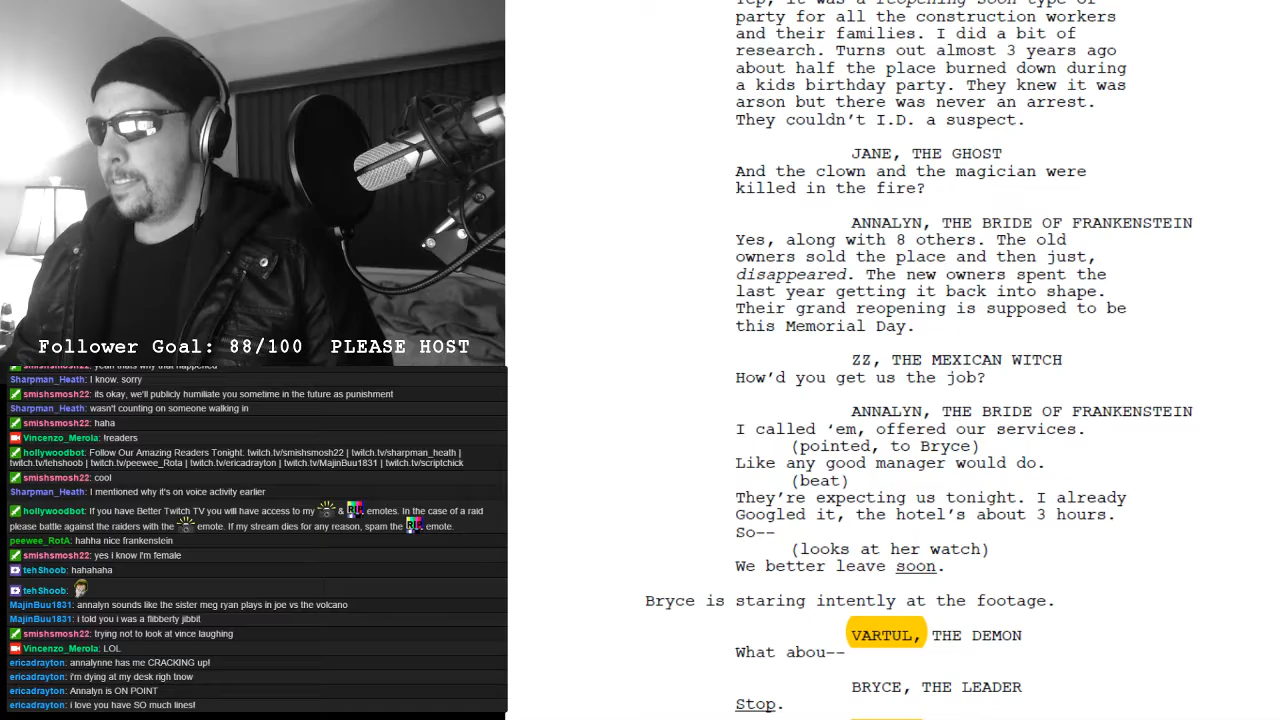 Yep, it was a reopening soon type of
party for all the construction workers
and their families. I did a bit of
research. Turns out almost 3 years ago
about half the place burned down during
a kids birthday party. They knew it was
arson but there was never an arrest.
They couldn't I.D. a suspect.
JANE, THE GHOST
And the clown and the magician were
killed in the fire?
ANNALYN, THE BRIDE OF FRANKENSTEIN
Yes, along with 8 others. The old
owners sold the place and then just,
disappeared. The new owners spent the
last year getting it back into shape.
Their grand reopening is supposed to be
this Memorial Day.
ZZ, THE MEXICAN WITCH
How'd you get us the job?
ANNALYN, THE BRIDE OF FRANKENSTEIN
I called ‘em, offered our services.
(pointed, to Bryce)
Like any good manager would do.
(beat)
They're expecting us tonight. I already
Googled it, the hotel's about 3 hours.
So--
(looks at her watch)
We better leave soon.
Bryce is staring intently at the footage.
VARTUL, THE DEMON
What abou--
BRYCE, THE LEADER
Stop.
Follower Goal: 88/100 PLEASE HOST
smishsmosh22: yeah thats why that happened
Sharpman_Heath: I know. sorry
smishsmosh22: its okay, we'll publicly humiliate you sometime in the future as punishment
Sharpman_Heath: wasn't counting on someone walking in
smishsmosh22: haha
Vincenzo_Merola: !readers
hollywoodbot: Follow Our Amazing Readers Tonight: twitch.tv/smishsmosh22 | twitch.tv/sharpman_heath |
twitch.tv/tehshoob | twitch.tv/peewee_Rota | twitch.tv/ericadrayton | twitch.tv/MajinBuu1831 | twitch.tv/scriptchick
smishsmosh22: cool
Sharpman_Heath: I mentioned why it's on voice activity earlier
hollywoodbot: If you have Better Twitch TV you will have access to my & RIP emotes. In the case of a raid
please battle against the raiders with the emote. If my stream dies for any reason, spam the RIP emote.
peewee_RotA: hahha nice frankenstein
smishsmosh22: yes I know I'm female
tehShoob: hahahaha
tehShoob:
MajinBuu1831: annalyn sounds like the sister meg ryan plays in joe vs the volcano
MajinBuu1831: i told you i was a flibberty jibbit
smishsmosh22: trying not to look at vince laughing
Vincenzo_Merola: LOL
ericadrayton: annalynne has me CRACKING up!
ericadrayton: i'm dying at my desk righ tnow
ericadrayton: Annalyn is ON POINT
ericadrayton: i love you have SO much lines!